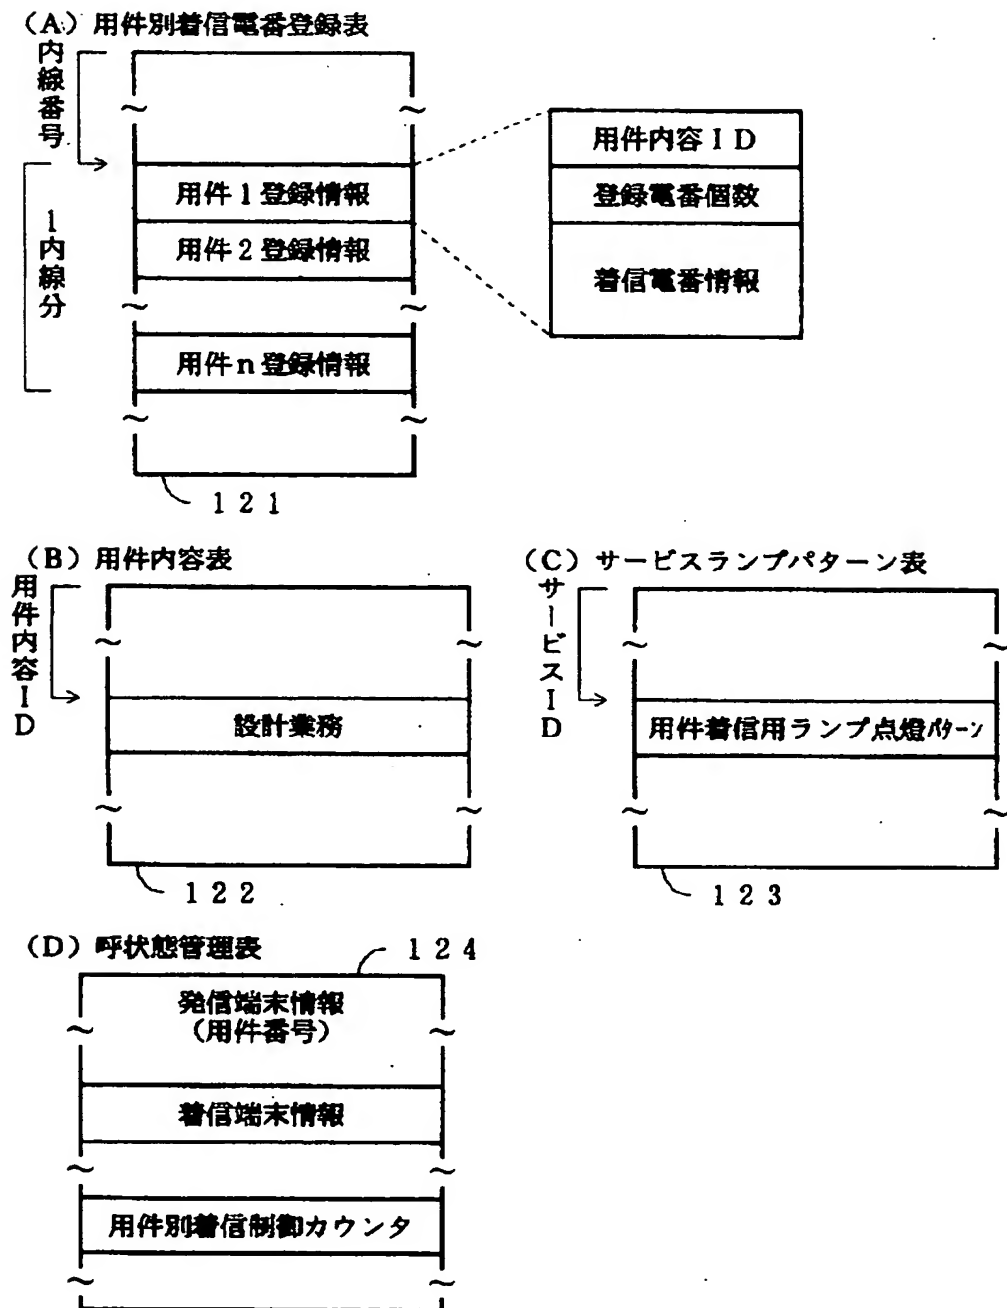 (A)用件別着信電番登録表
内線番号
用件1登録情報
用件2登録情報
用件n登録情報
1内線分
用件内容ID
登録電番個数
着信電番情報
121
(B)用件内容表
用件内容ID
設計業務
122
(C)サービスランプパターン表
サービスID
用件着信用ランプ点燈パターン
123
(D)呼状態管理表
124
発信端末情報
(用件番号)
着信端末情報
用件別着信制御カウンタ